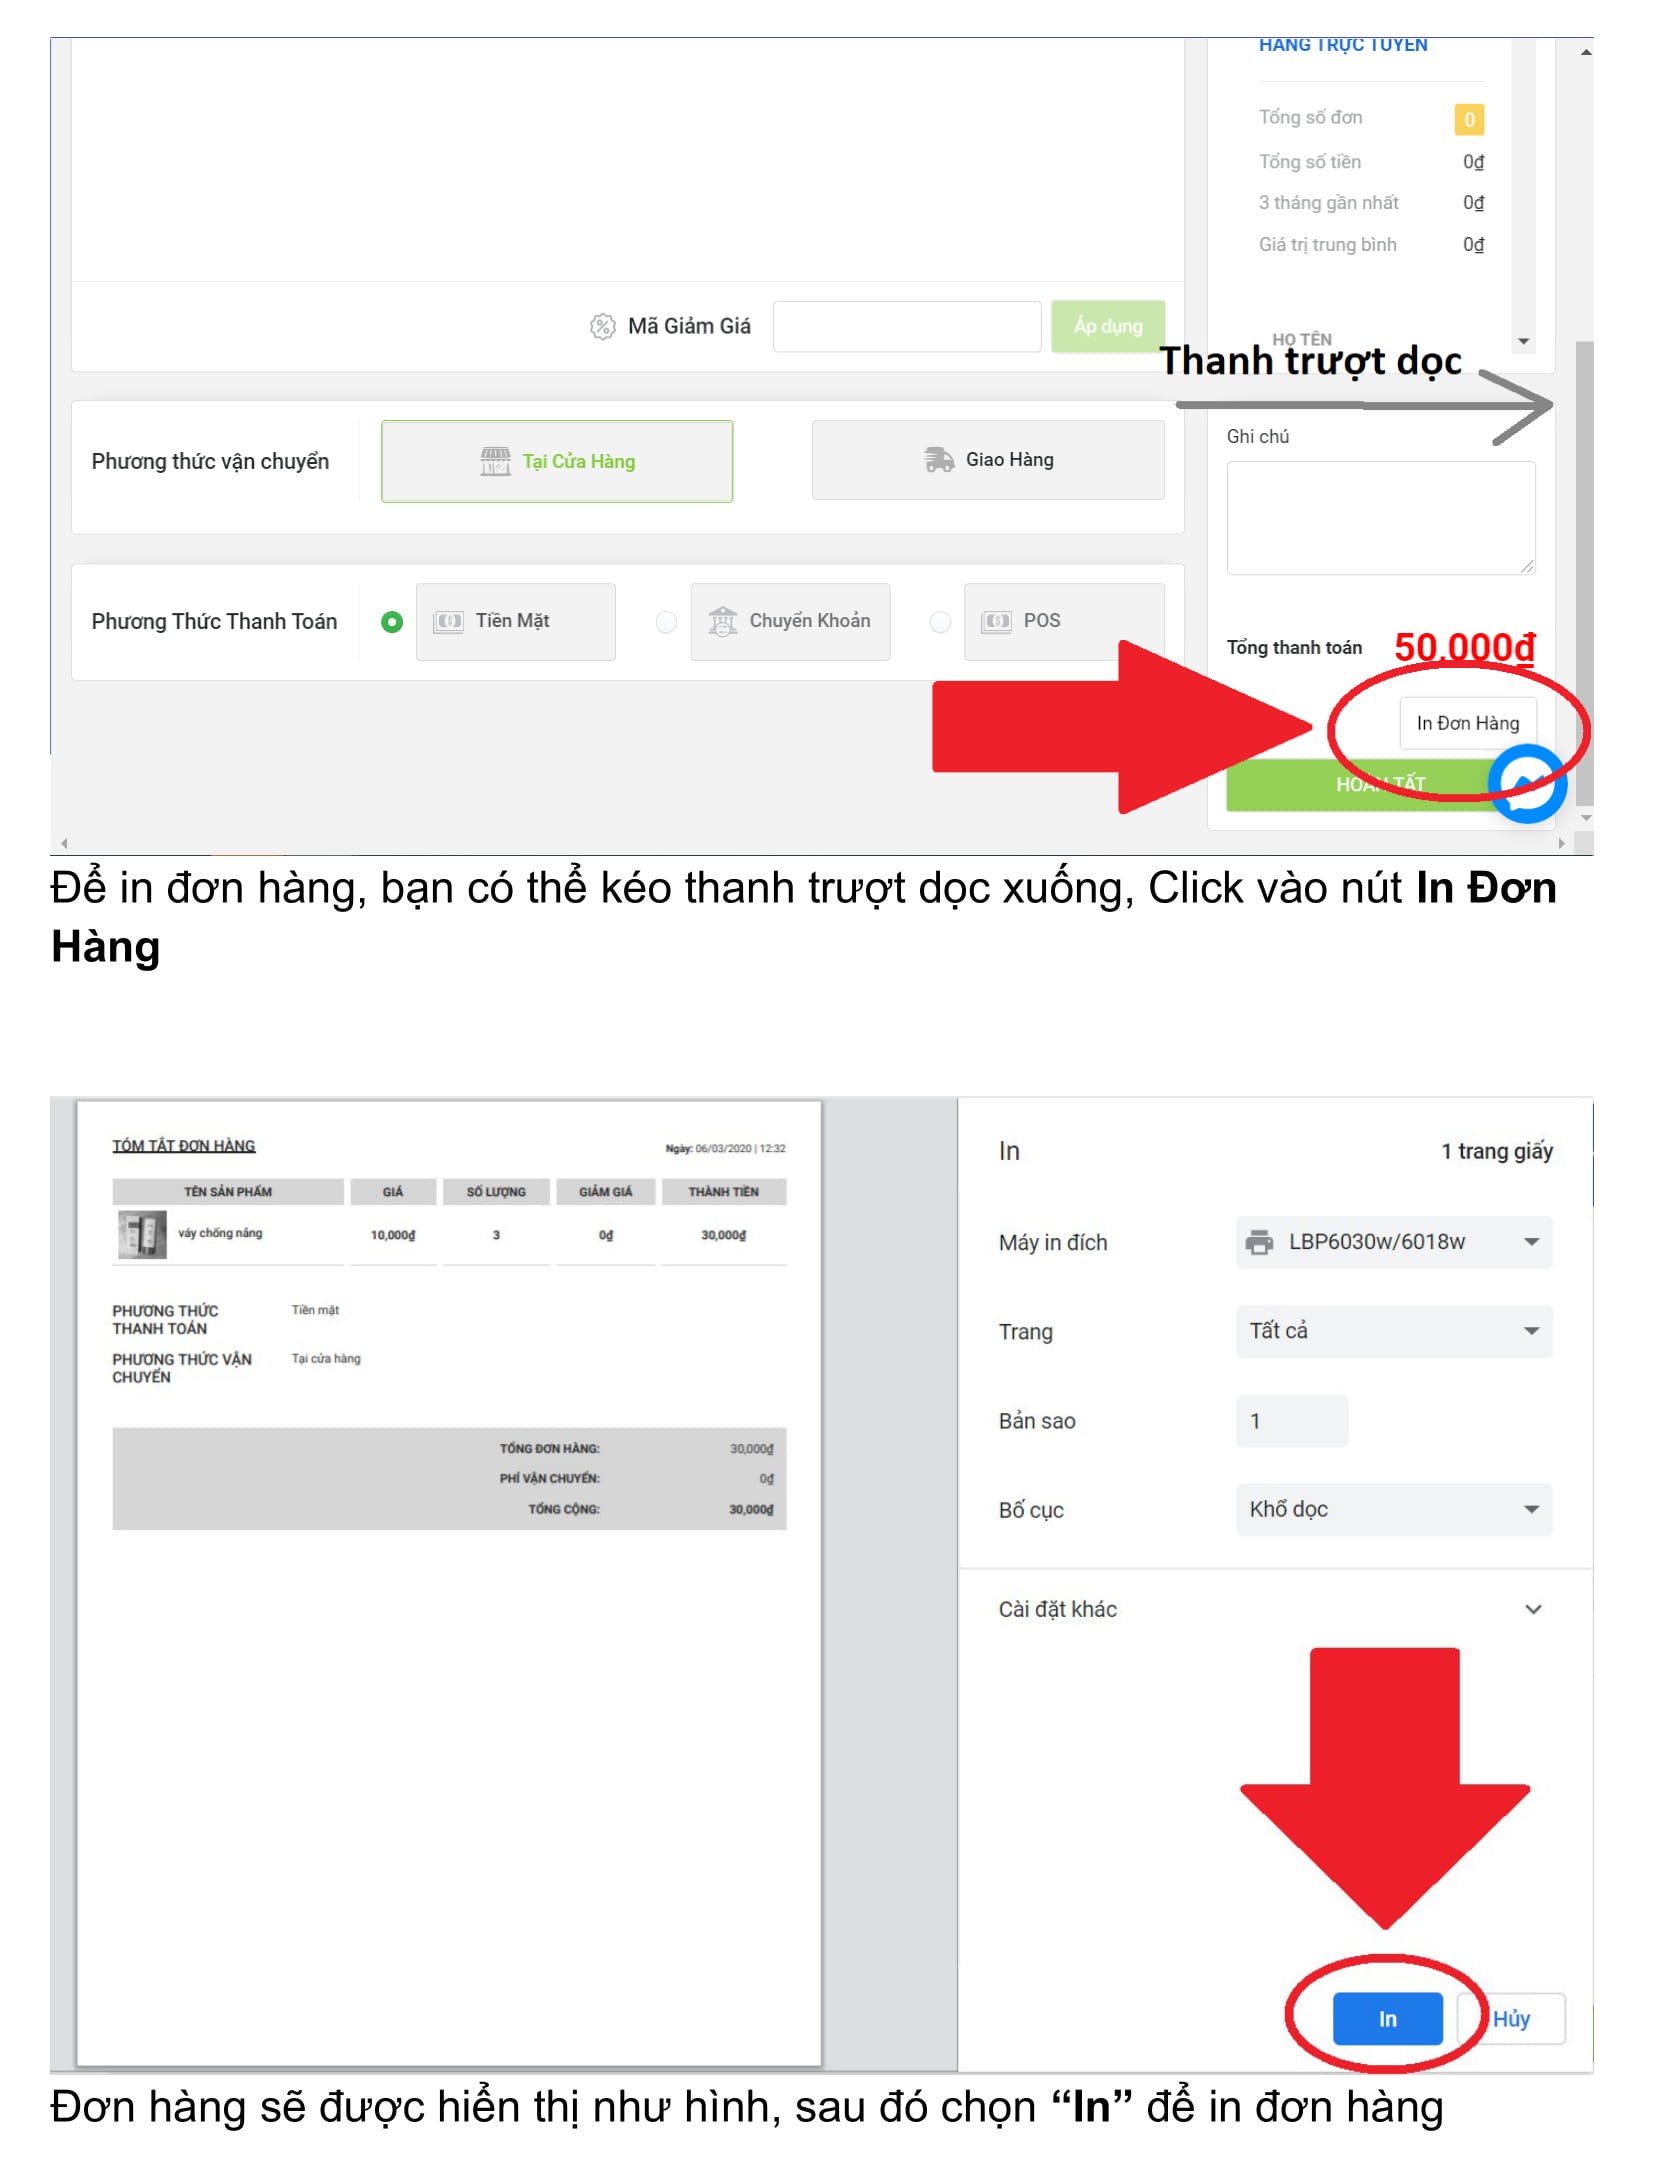 HÀNG TRỰC TUYẾN
Tổng số đơn 0
Tổng số tiền 0₫
3 tháng gần nhất 0₫
Giá trị trung bình 0₫
Mã Giảm Giá Áp dụng
HỌ TÊN
Thanh trượt dọc
Ghi chú
Phương thức vận chuyển Tại Cửa Hàng Giao Hàng
Phương Thức Thanh Toán Tiền Mặt Chuyển Khoản POS
Tổng thanh toán 50.000₫
In Đơn Hàng
HOÀN TẤT
Để in đơn hàng, bạn có thể kéo thanh trượt dọc xuống, Click vào nút In Đơn
Hàng
TÓM TẮT ĐƠN HÀNG Ngày: 06/03/2020 | 12:32
TÊN SẢN PHẨM GIÁ SỐ LƯỢNG GIẢM GIÁ THÀNH TIỀN
váy chống nắng 10,000₫ 3 0₫ 30,000₫
PHƯƠNG THỨC Tiền mặt
THANH TOÁN
PHƯƠNG THỨC VẬN Tại cửa hàng
CHUYỂN
TỔNG ĐƠN HÀNG: 30,000₫
PHÍ VẬN CHUYỂN: 0₫
TỔNG CỘNG: 30,000₫
In 1 trang giấy
Máy in đích LBP6030w/6018w
Trang Tất cả
Bản sao 1
Bố cục Khổ dọc
Cài đặt khác
In Hủy
Đơn hàng sẽ được hiển thị như hình, sau đó chọn “In” để in đơn hàng